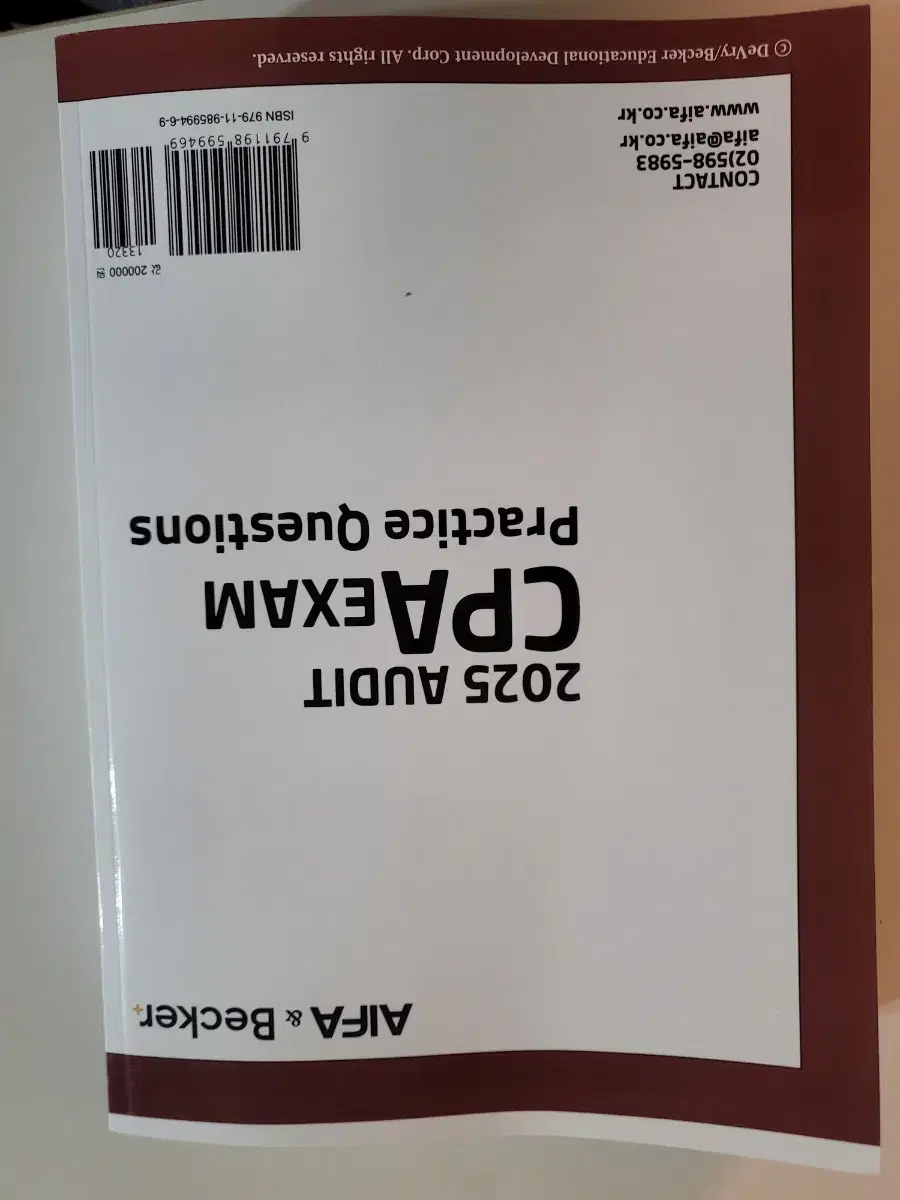 AIFA & Becker+
2025 AUDIT
CPA EXAM
Practice Questions
CONTACT
02)598-5983
aifa@aifa.co.kr
www.aifa.co.kr
값 200000 원
13320
9 791198 599469
ISBN 979-11-985994-6-9
© DeVry/Becker Educational Development Corp. All rights reserved.